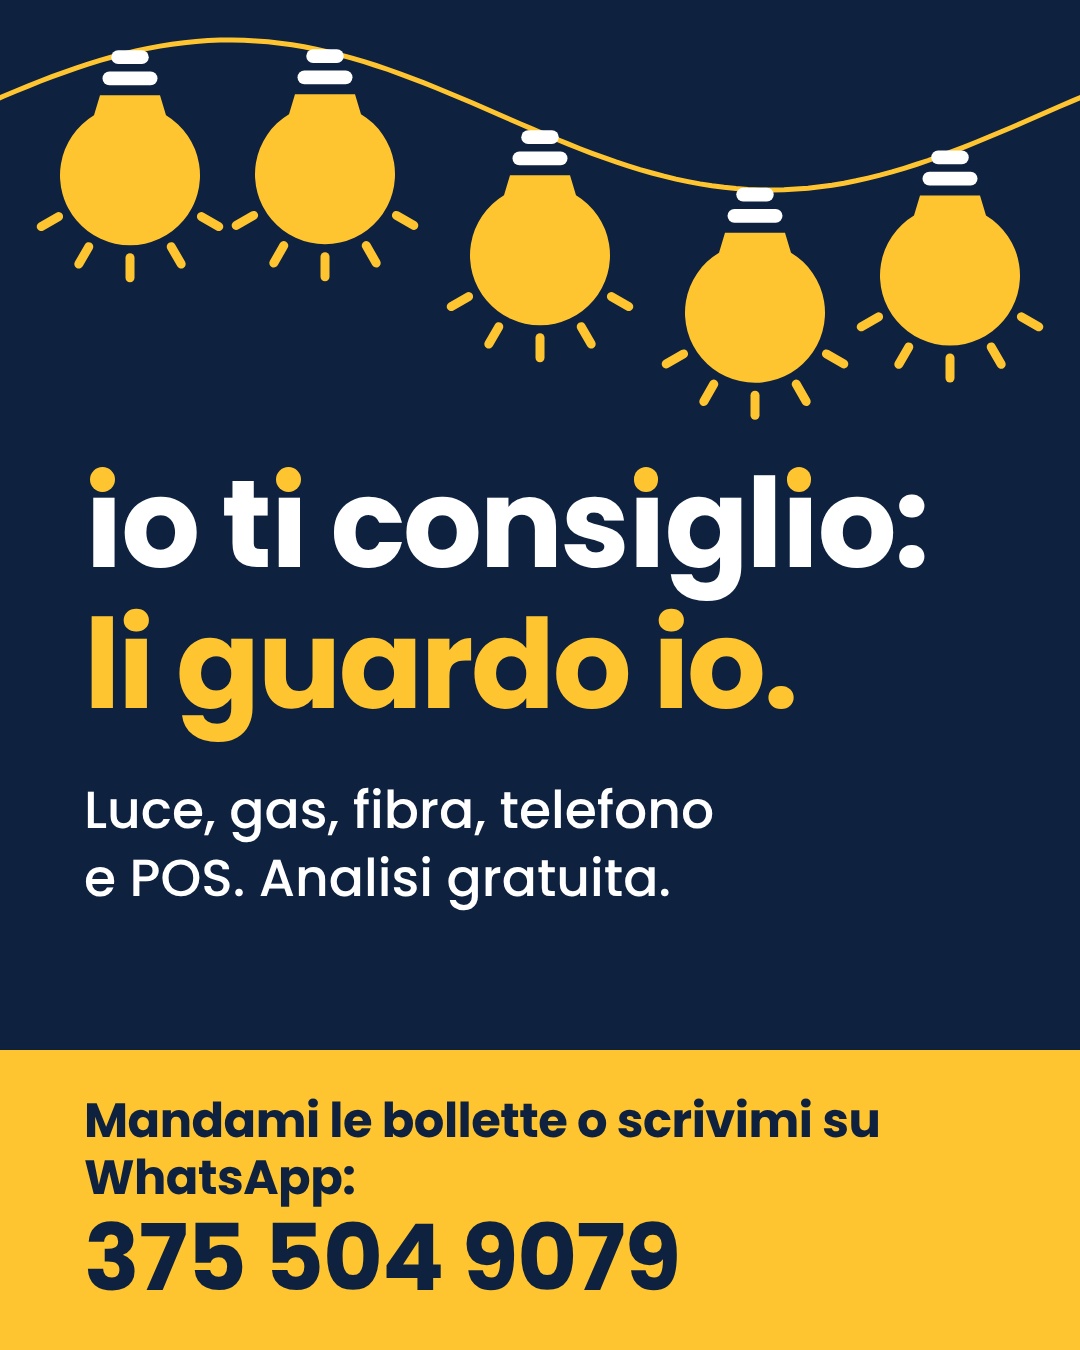 io ti consiglio:
li guardo io.
Luce, gas, fibra, telefono
e POS. Analisi gratuita.
Mandami le bollette o scrivimi su
WhatsApp:
375 504 9079